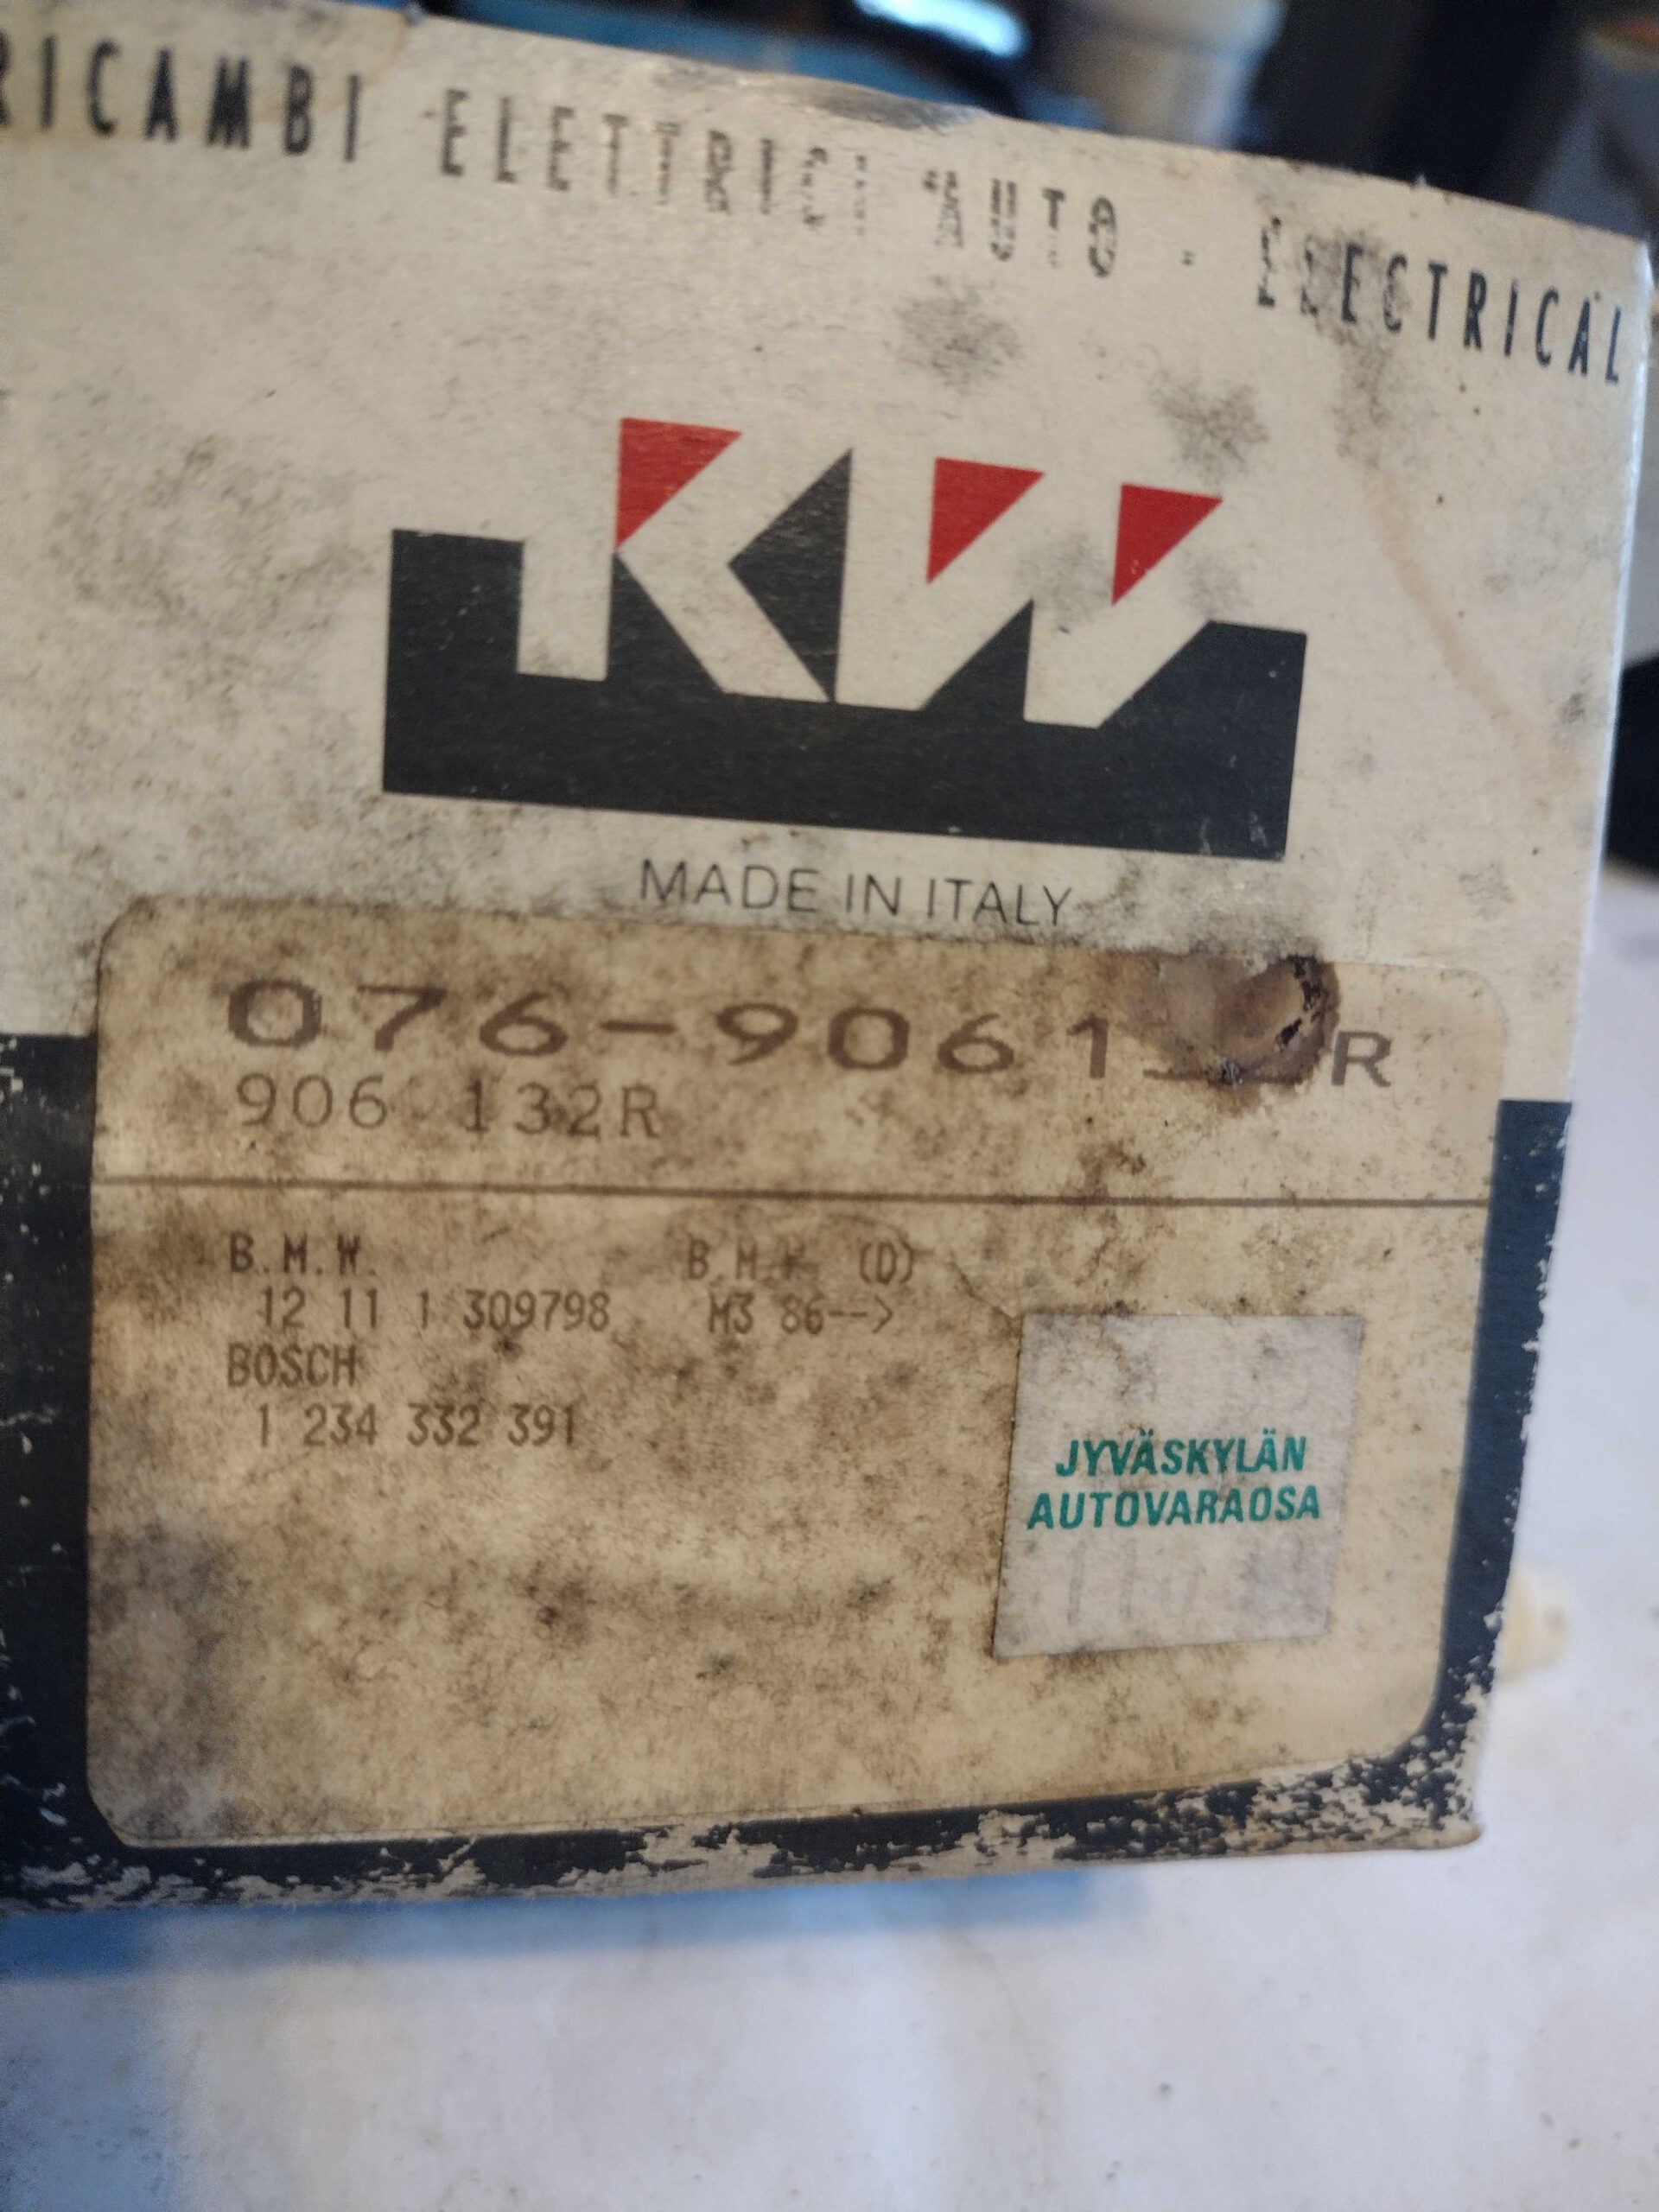 RICAMBI ELETTRICI AUTO - ELECTRICAL
KW
MADE IN ITALY
906 132R
B.M.W. B.M.W. (D)
12 11 1 309798 M3 86-->
BOSCH
1 234 332 391
JYVÄSKYLÄN
AUTOVARAOSA